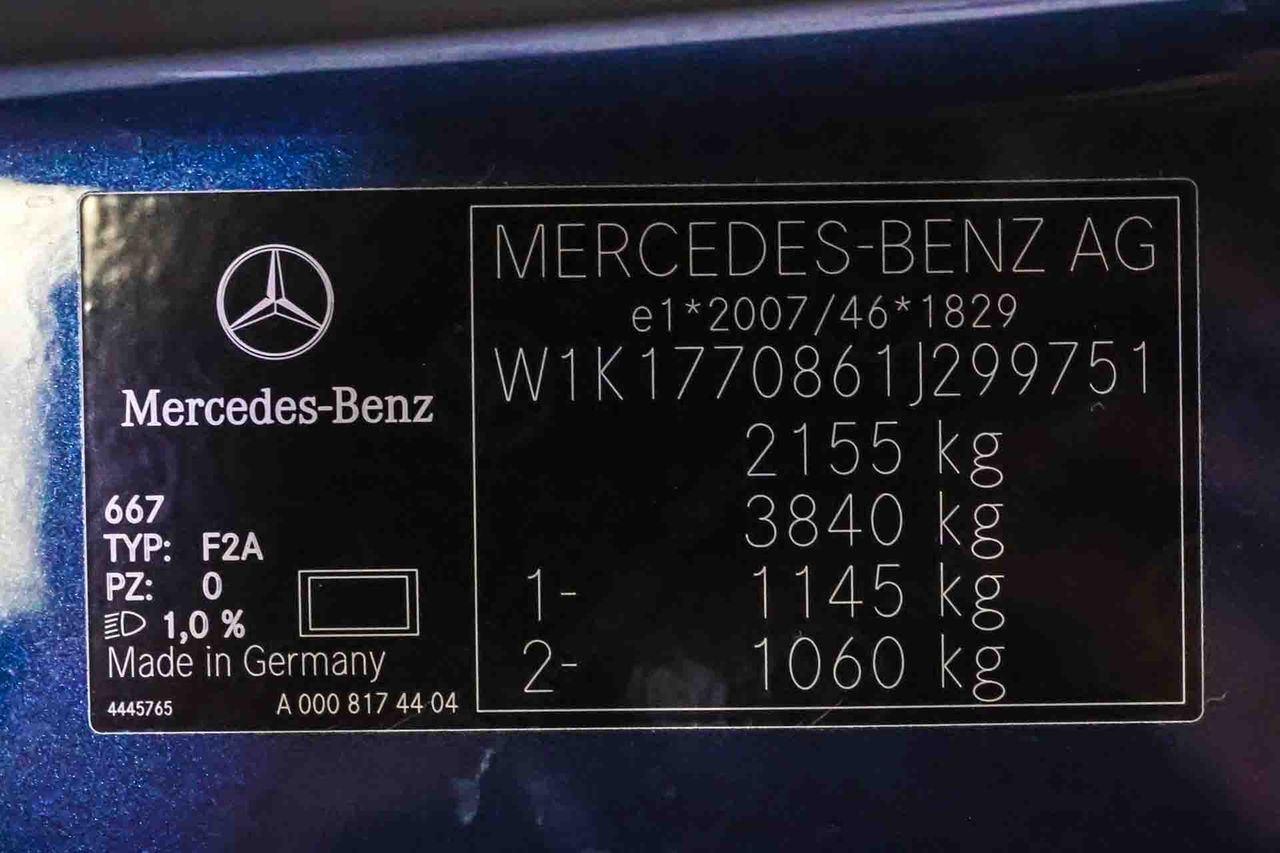 Mercedes-Benz
667
TYP: F2A
PZ: 0
1,0 %
Made in Germany
4445765 A 000 817 44 04
MERCEDES-BENZ AG
e1*2007/46*1829
W1K1770861J299751
2155 kg
3840 kg
1- 1145 kg
2- 1060 kg